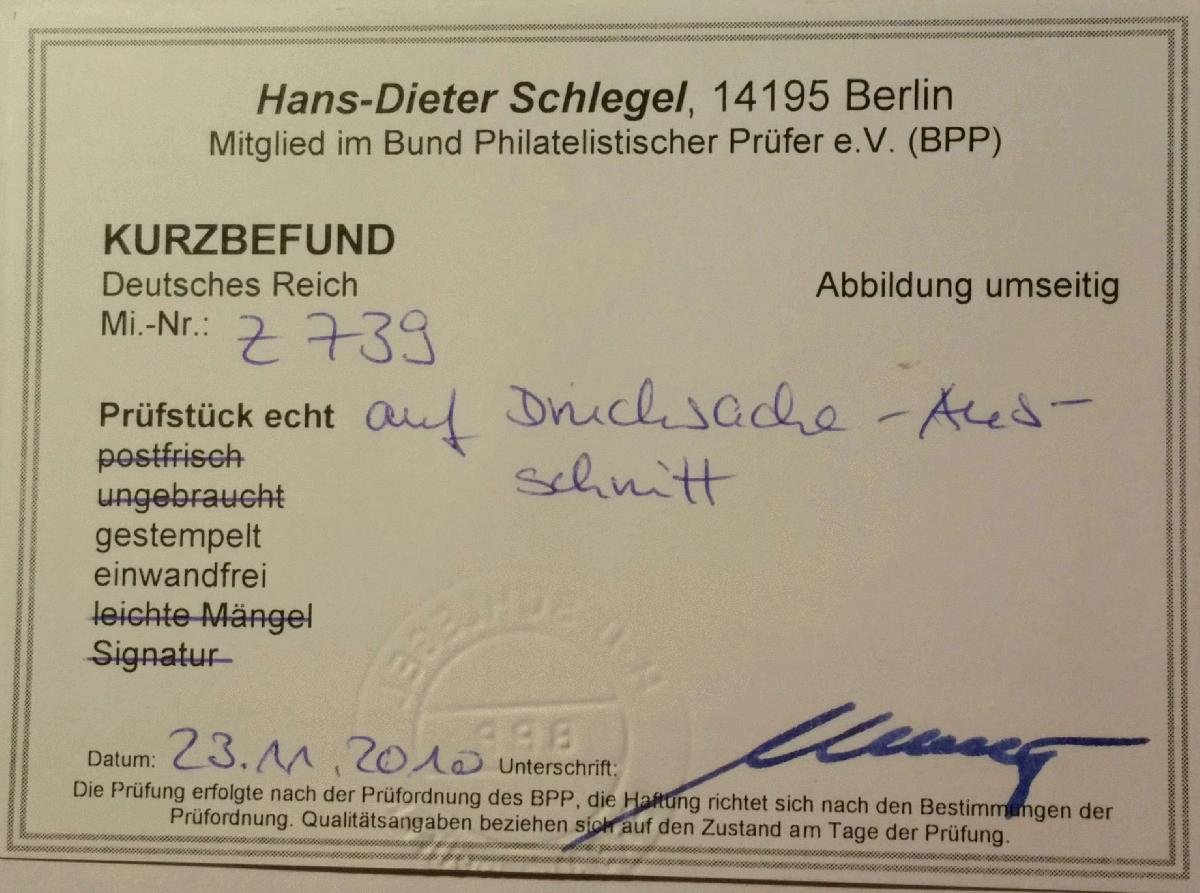 Hans-Dieter Schlegel, 14195 Berlin
Mitglied im Bund Philatelistischer Prüfer e.V. (BPP)
KURZBEFUND
Deutsches Reich
Abbildung umseitig
Mi.-Nr.: Z 739
Prüfstück echt auf Drucksache - Aus-
schnitt
postfrisch
ungebraucht
gestempelt
einwandfrei
leichte Mängel
Signatur
H.-D. SCHLEGEL
BPP
Datum: 23.11.2010 Unterschrift:
Die Prüfung erfolgte nach der Prüfordnung des BPP, die Haftung richtet sich nach den Bestimmungen der
Prüfordnung. Qualitätsangaben beziehen sich auf den Zustand am Tage der Prüfung.